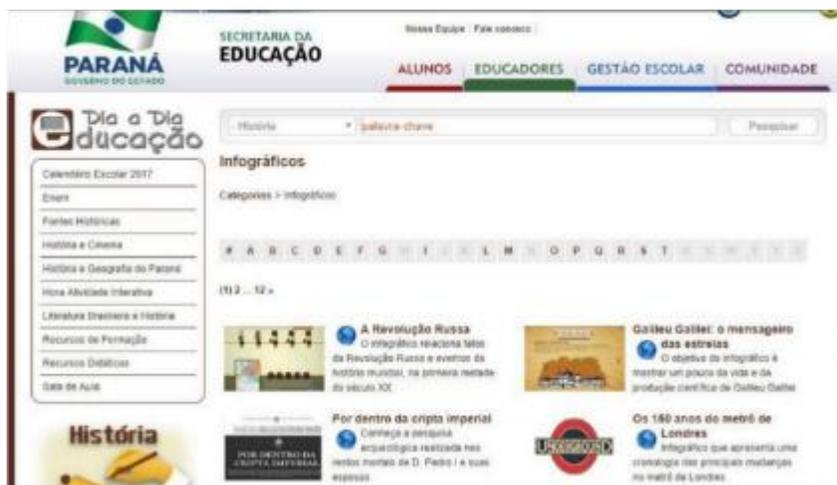 PARANÁ
GOVERNO DO ESTADO
SECRETARIA DA
EDUCAÇÃO
Nossa Equipe | Fale conosco |
ALUNOS EDUCADORES GESTÃO ESCOLAR COMUNIDADE
Dia a Dia
educação
- História palavra-chave Pesquisar
Calendário Escolar 2017
Enem
Fontes Históricas
História e Cinema
História e Geografia do Paraná
Hora Atividade Interativa
Literatura Brasileira e História
Recursos de Formação
Recursos Didáticos
Sala de Aula
História
Infográficos
Categorias > Infográficos
# A B C D E F G H I J K L M N O P Q R S T U V W X Y Z
(1) 2 ... 12 »
A Revolução Russa
O infográfico relaciona fatos
da Revolução Russa e eventos da
história mundial, na primeira metade
do século XX.
Galileu Galilei: o mensageiro
das estrelas
O objetivo do infográfico é
mostrar um pouco da vida e da
produção científica de Galileu Galilei
POR DENTRO DA
CRIPTA IMPERIAL
Por dentro da cripta imperial
Conheça a pesquisa
arqueológica realizada nos
restos mortais de D. Pedro I e suas
esposas
UNDERGROUND
Os 150 anos do metrô de
Londres
Infográfico que apresenta uma
cronologia das principais mudanças
no metrô de Londres